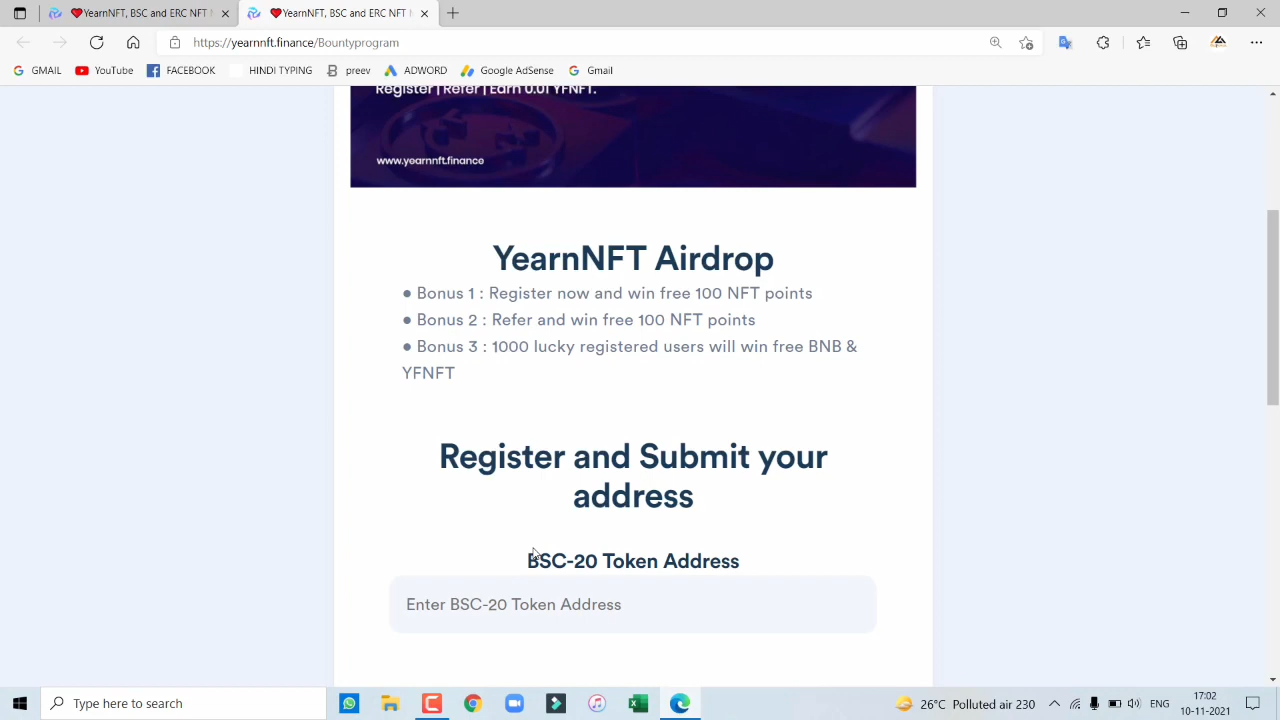 YearnNFT, BSC and ERC NFT
YearnNFT, BSC and ERC NFT
https://yearnnft.finance/Bountyprogram
GMAIL
YouTube
FACEBOOK
HINDI TYPING
preev
ADWORD
Google AdSense
Gmail
Register | Refer | Earn 0.01 YFNFT.
www.yearnnft.finance
YearnNFT Airdrop
● Bonus 1 : Register now and win free 100 NFT points
● Bonus 2 : Refer and win free 100 NFT points
● Bonus 3 : 1000 lucky registered users will win free BNB &
YFNFT
Register and Submit your
address
BSC-20 Token Address
Enter BSC-20 Token Address
Type here to search
26°C Polluted air 230
ENG
17:02
10-11-2021